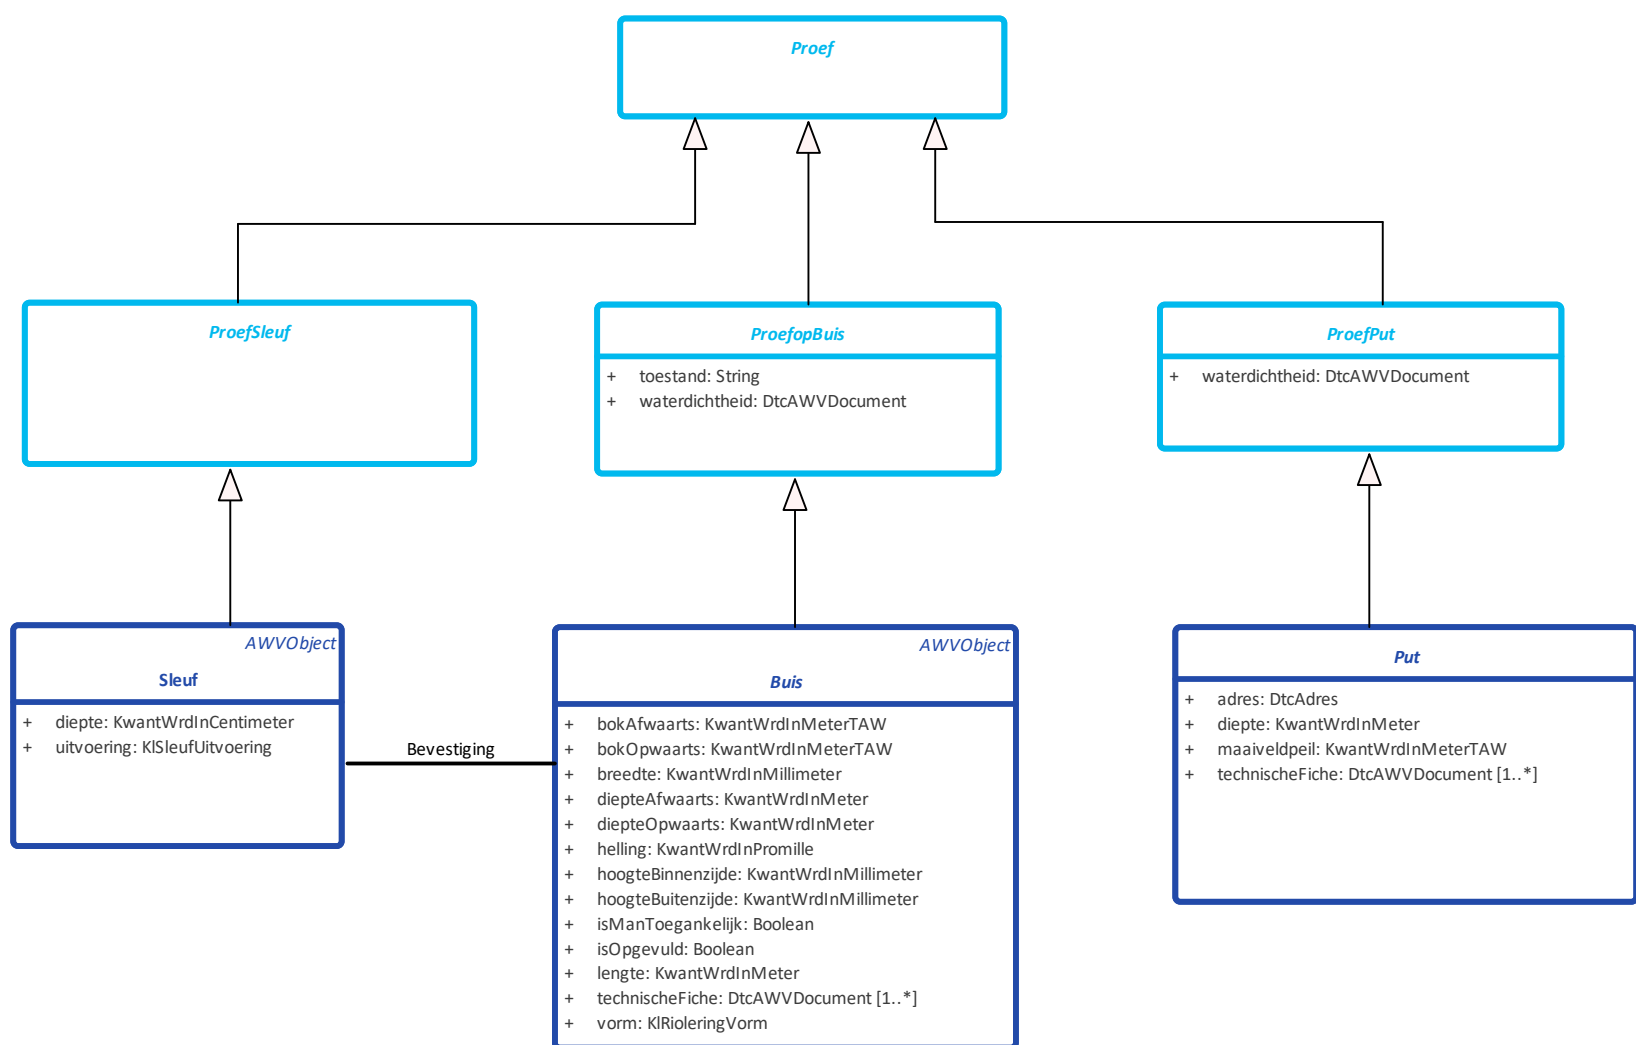 Proef
ProefSleuf
ProefopBuis
+ toestand: String
+ waterdichtheid: DtcAWVDocument
ProefPut
+ waterdichtheid: DtcAWVDocument
AWVObject
Sleuf
+ diepte: KwantWrdInCentimeter
+ uitvoering: KlSleufUitvoering
Bevestiging
AWVObject
Buis
+ bokAfwaarts: KwantWrdInMeterTAW
+ bokOpwaarts: KwantWrdInMeterTAW
+ breedte: KwantWrdInMillimeter
+ diepteAfwaarts: KwantWrdInMeter
+ diepteOpwaarts: KwantWrdInMeter
+ helling: KwantWrdInPromille
+ hoogteBinnenzijde: KwantWrdInMillimeter
+ hoogteBuitenzijde: KwantWrdInMillimeter
+ isManToegankelijk: Boolean
+ isOpgevuld: Boolean
+ lengte: KwantWrdInMeter
+ technischeFiche: DtcAWVDocument [1..*]
+ vorm: KlRioleringVorm
Put
+ adres: DtcAdres
+ diepte: KwantWrdInMeter
+ maaiveldpeil: KwantWrdInMeterTAW
+ technischeFiche: DtcAWVDocument [1..*]